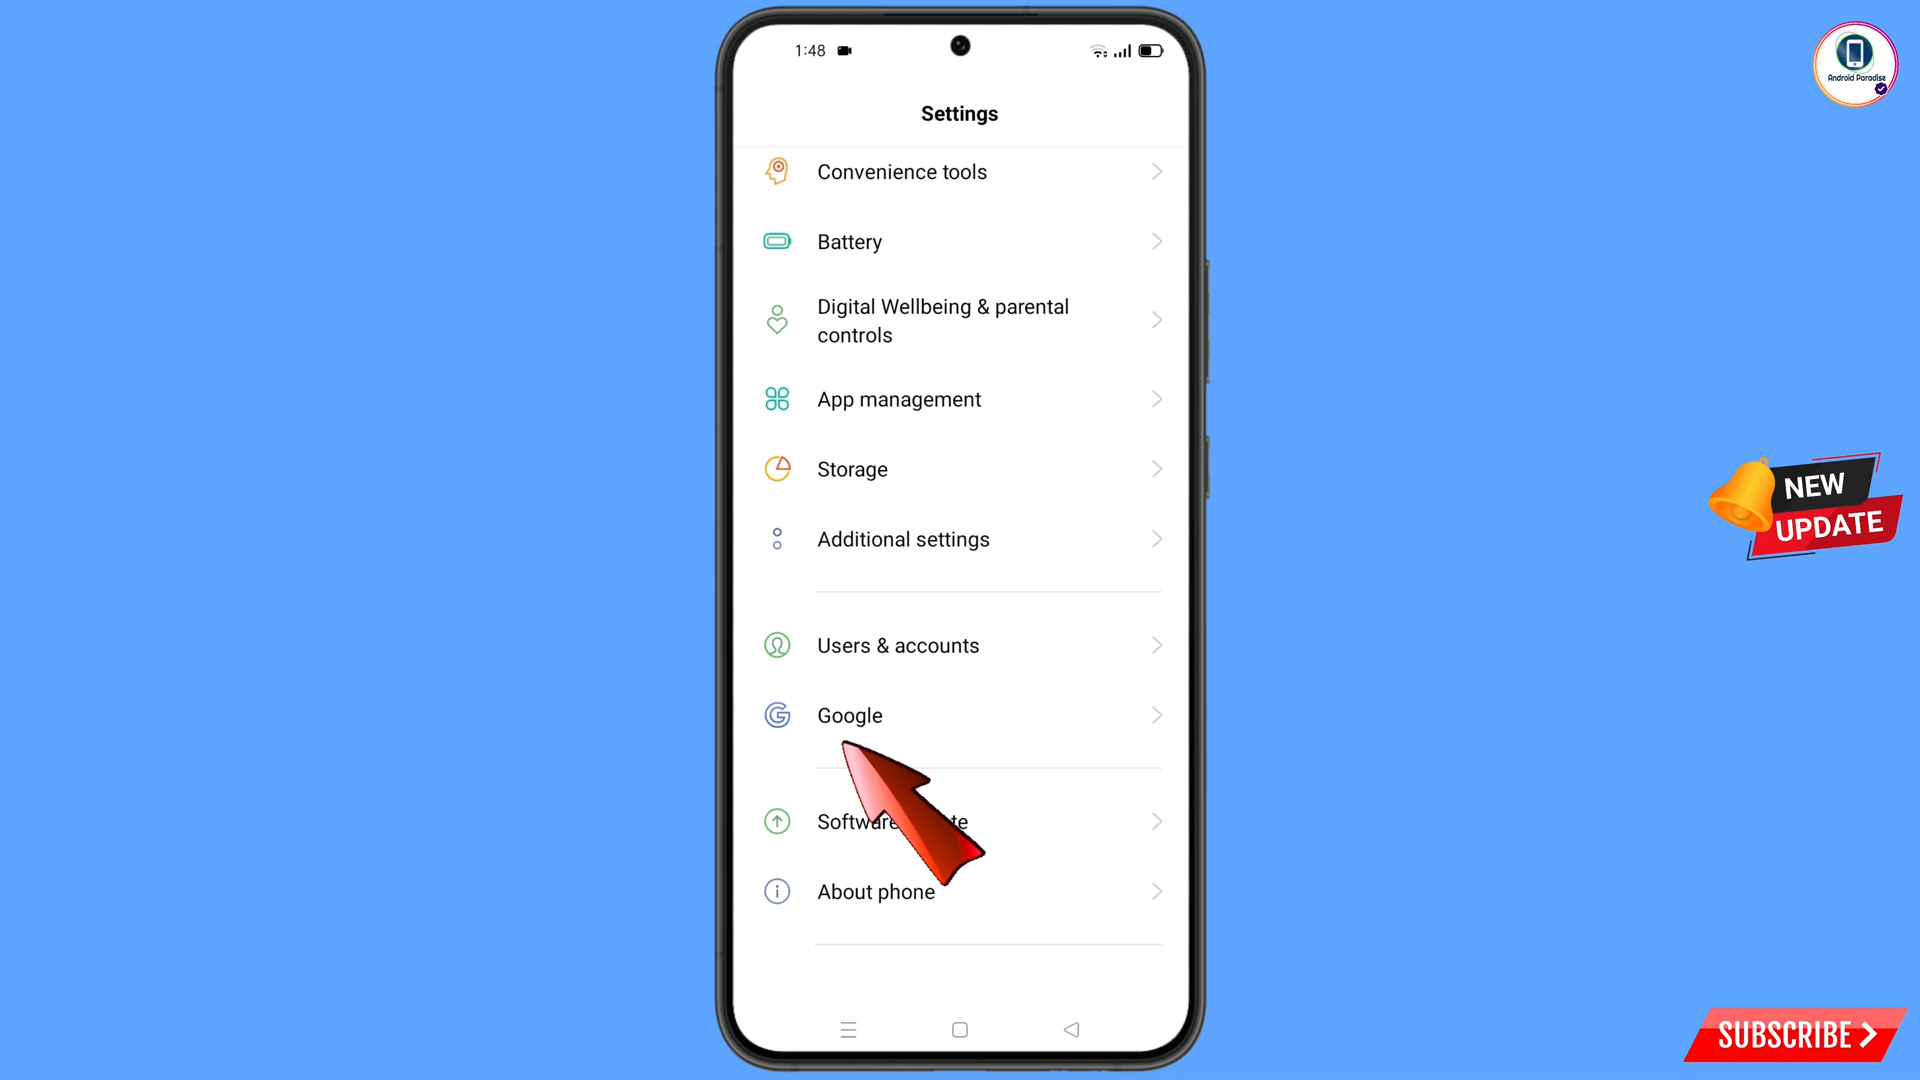 1:48
Android Paradise
Settings
Convenience tools
Battery
Digital Wellbeing & parental
controls
App management
Storage
NEW
UPDATE
Additional settings
Users & accounts
Google
Software
About phone
SUBSCRIBE